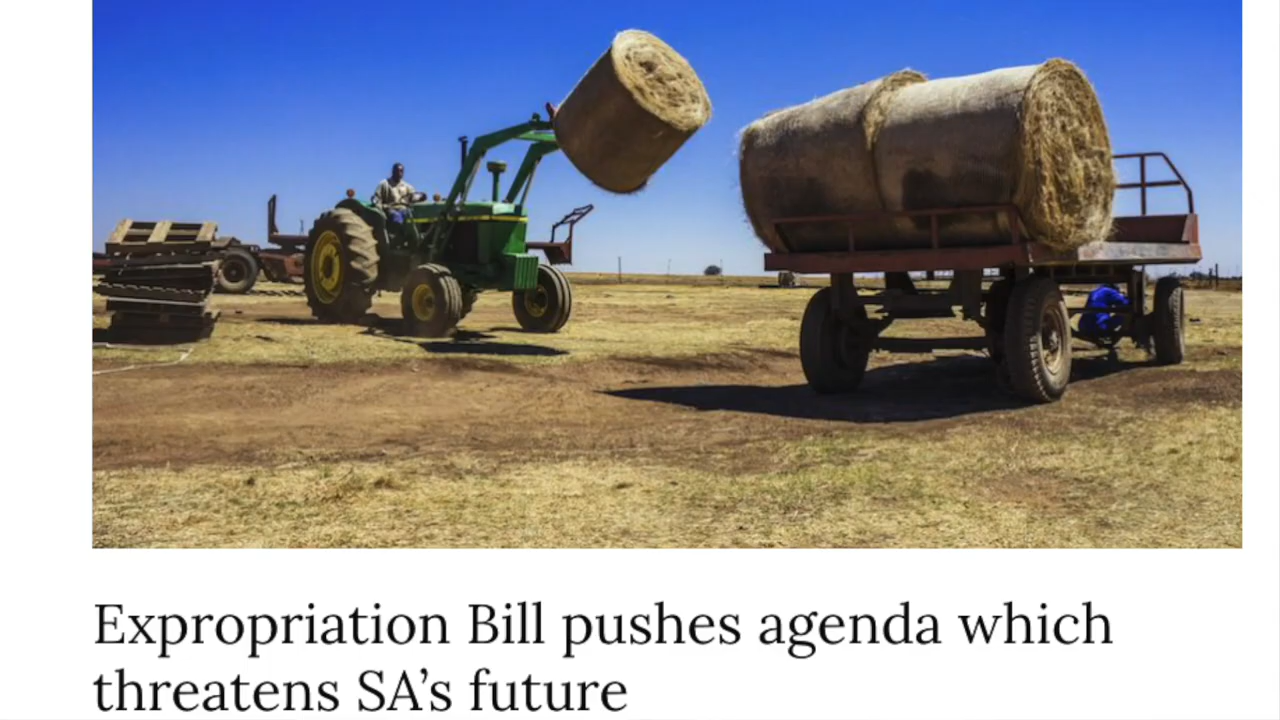 Expropriation Bill pushes agenda which
threatens SA’s future